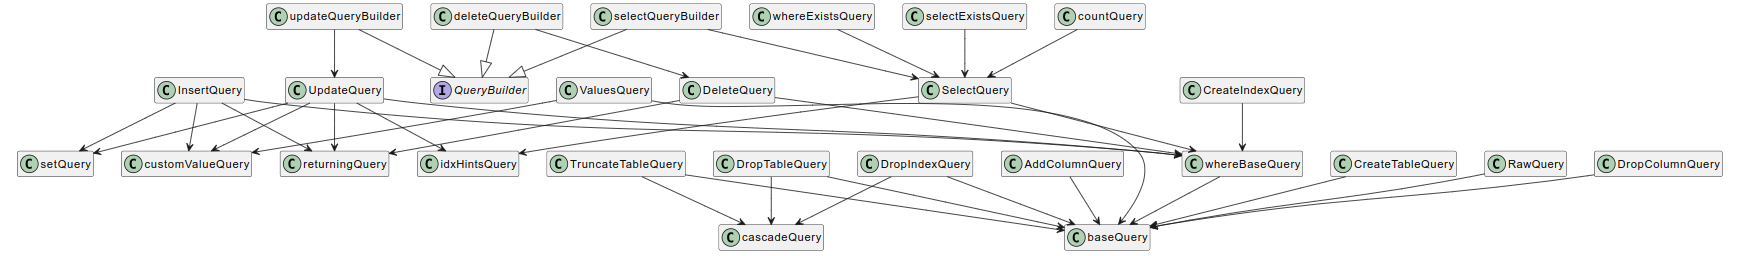 C updateQueryBuilder
C deleteQueryBuilder
C selectQueryBuilder
C whereExistsQuery
C selectExistsQuery
C countQuery
C InsertQuery
C UpdateQuery
I QueryBuilder
C ValuesQuery
C DeleteQuery
C SelectQuery
C CreateIndexQuery
C setQuery
C customValueQuery
C returningQuery
C idxHintsQuery
C TruncateTableQuery
C DropTableQuery
C DropIndexQuery
C AddColumnQuery
C whereBaseQuery
C CreateTableQuery
C RawQuery
C DropColumnQuery
C cascadeQuery
C baseQuery